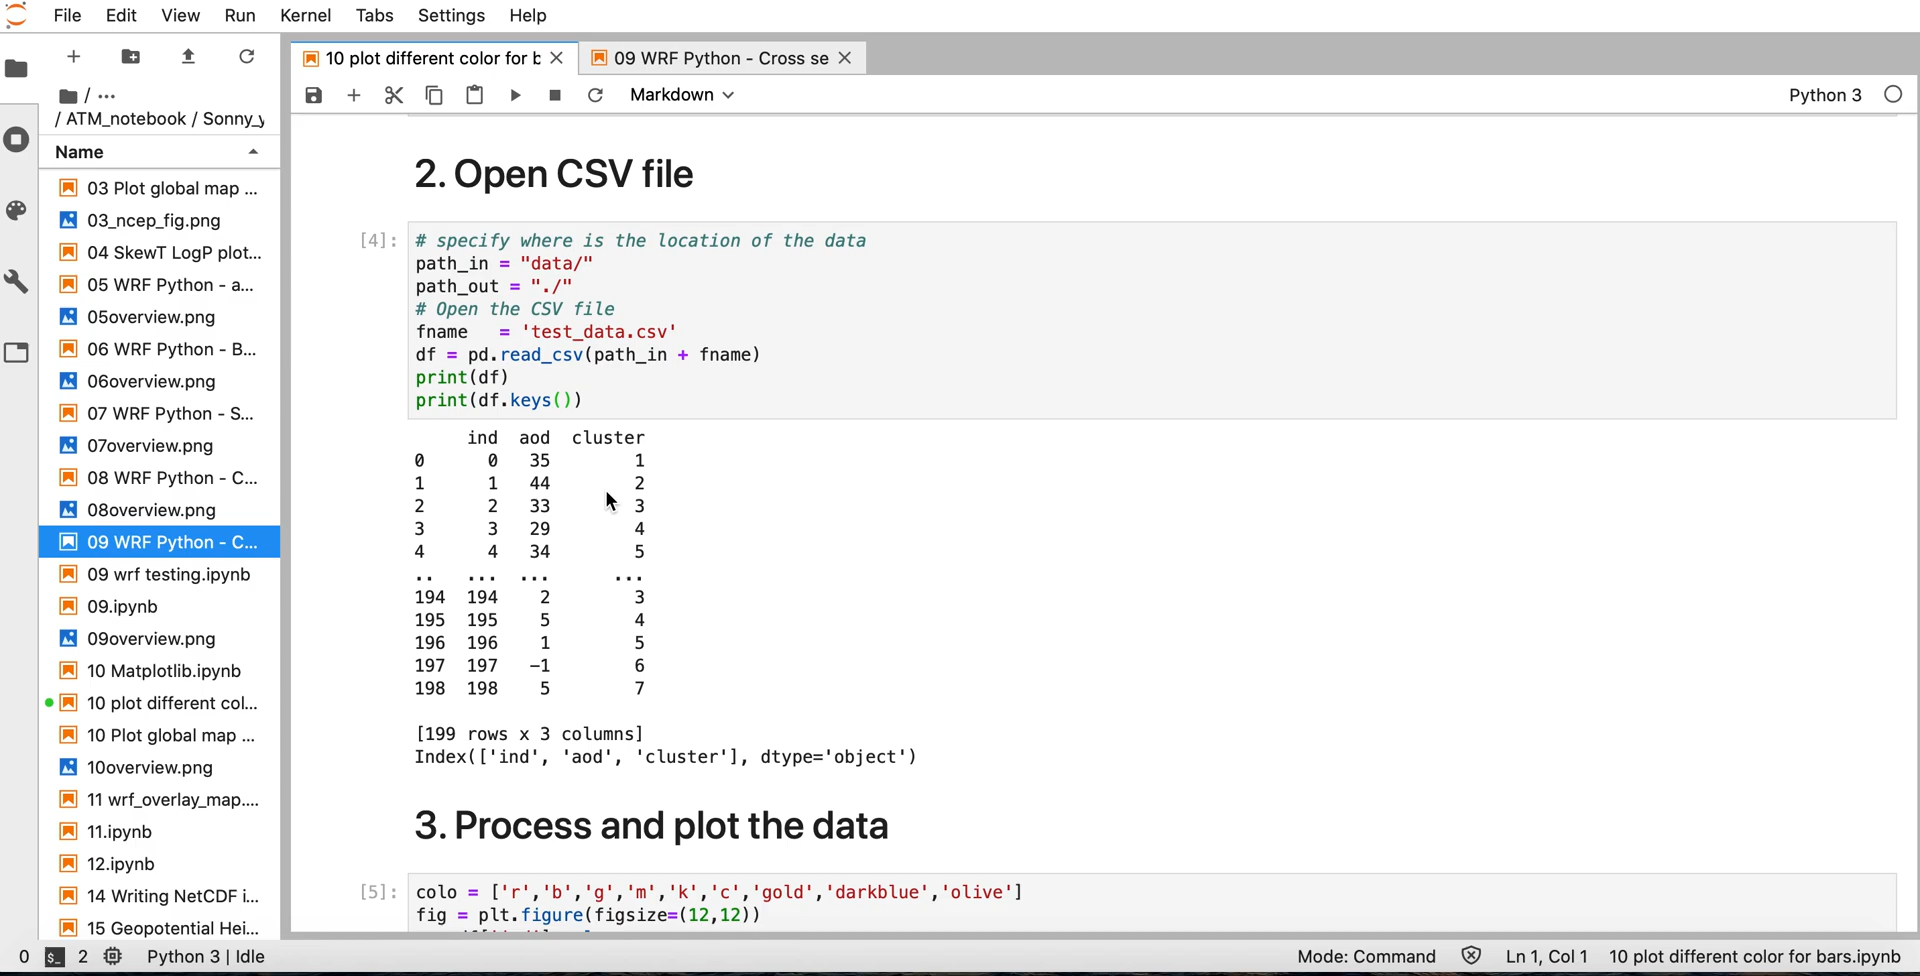 File Edit View Run Kernel Tabs Settings Help
10 plot different color for b
09 WRF Python - Cross se
/ ...
/ ATM_notebook / Sonny_y
Markdown
Python 3
Name
03 Plot global map ...
03_ncep_fig.png
04 SkewT LogP plot...
05 WRF Python - a...
05overview.png
06 WRF Python - B...
06overview.png
07 WRF Python - S...
07overview.png
08 WRF Python - C...
08overview.png
09 WRF Python - C...
09 wrf testing.ipynb
09.ipynb
09overview.png
10 Matplotlib.ipynb
10 plot different col...
10 Plot global map ...
10overview.png
11 wrf_overlay_map....
11.ipynb
12.ipynb
14 Writing NetCDF i...
15 Geopotential Hei...
2. Open CSV file
[4]:
# specify where is the location of the data
path_in = "data/"
path_out = "./"
# Open the CSV file
fname   = 'test_data.csv'
df = pd.read_csv(path_in + fname)
print(df)
print(df.keys())
ind aod cluster
0 0 35 1
1 1 44 2
2 2 33 3
3 3 29 4
4 4 34 5
.. ... ... ...
194 194 2 3
195 195 5 4
196 196 1 5
197 197 -1 6
198 198 5 7
[199 rows x 3 columns]
Index(['ind', 'aod', 'cluster'], dtype='object')
3. Process and plot the data
[5]:
colo = ['r','b','g','m','k','c','gold','darkblue','olive']
fig = plt.figure(figsize=(12,12))
0 2 Python 3 | Idle
Mode: Command Ln 1, Col 1 10 plot different color for bars.ipynb